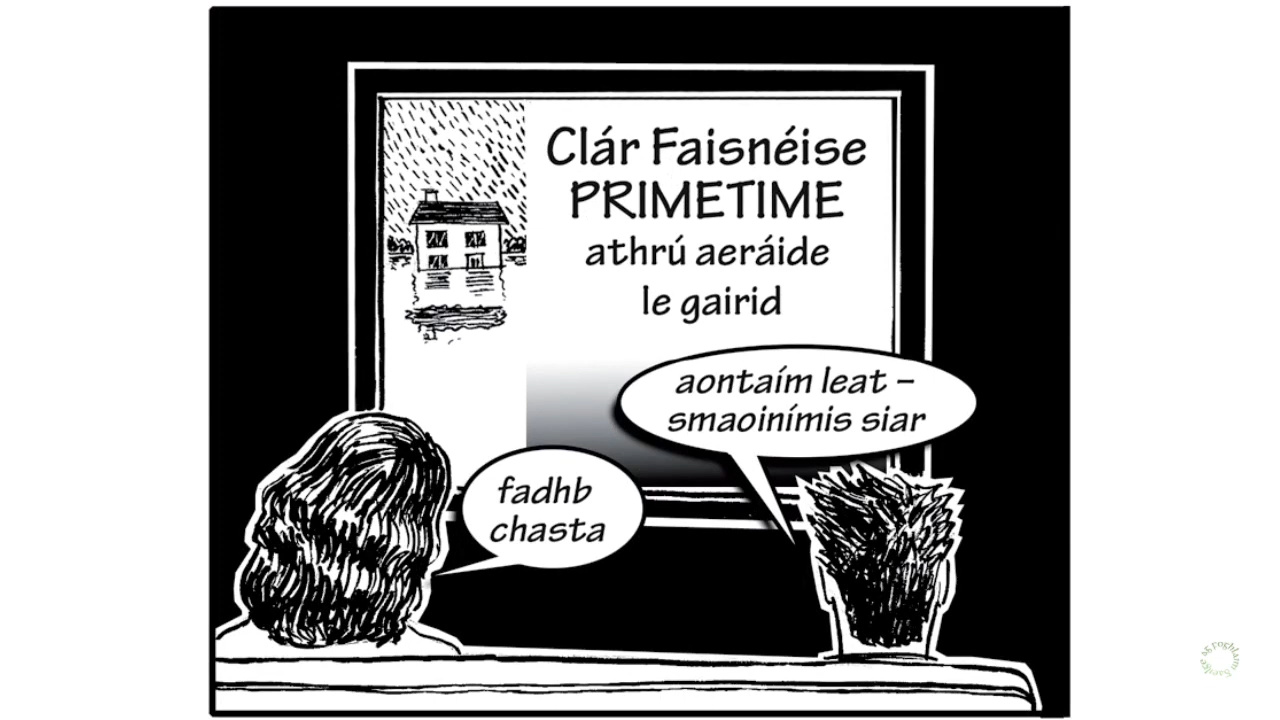 Clár Faisnéise
PRIMETIME
athrú aeráide
le gairid
aontaím leat –
smaoinímis siar
fadhb
chasta